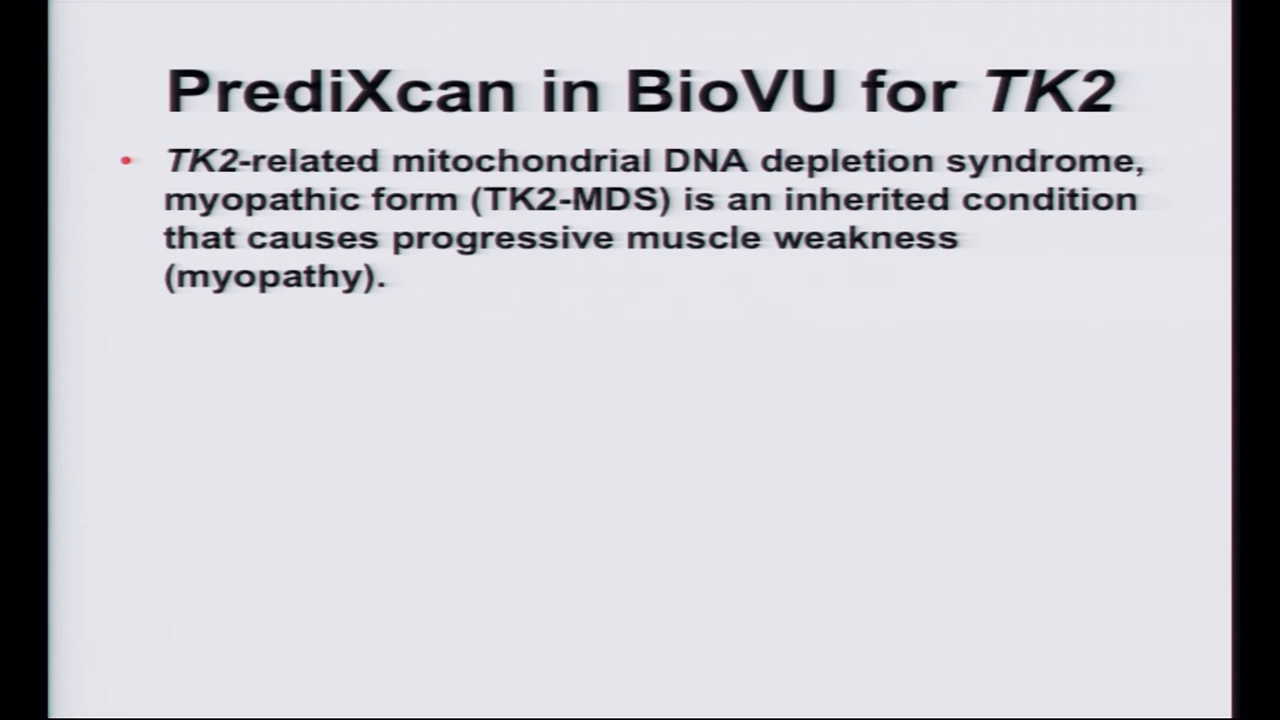 PrediXcan in BioVU for TK2
• TK2-related mitochondrial DNA depletion syndrome,
myopathic form (TK2-MDS) is an inherited condition
that causes progressive muscle weakness
(myopathy).